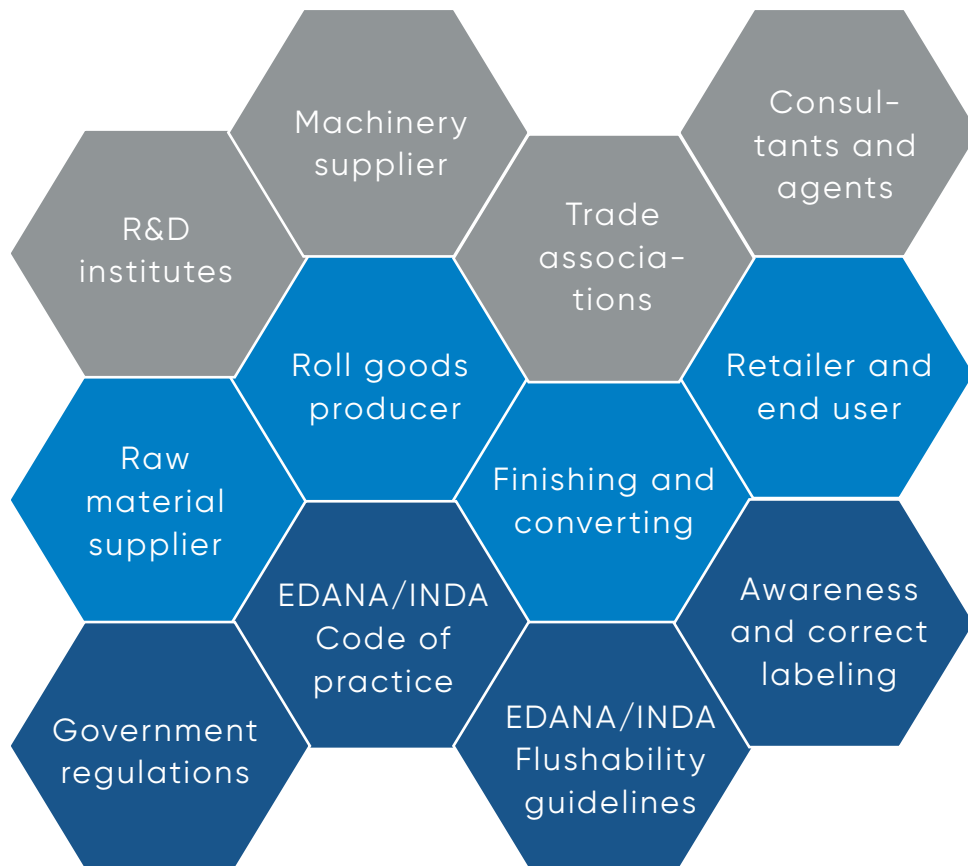 Machinery
supplier
Consul-
tants and
agents
R&D
institutes
Trade
associa-
tions
Roll goods
producer
Retailer and
end user
Raw
material
supplier
Finishing and
converting
EDANA/INDA
Code of
practice
Awareness
and correct
labeling
Government
regulations
EDANA/INDA
Flushability
guidelines